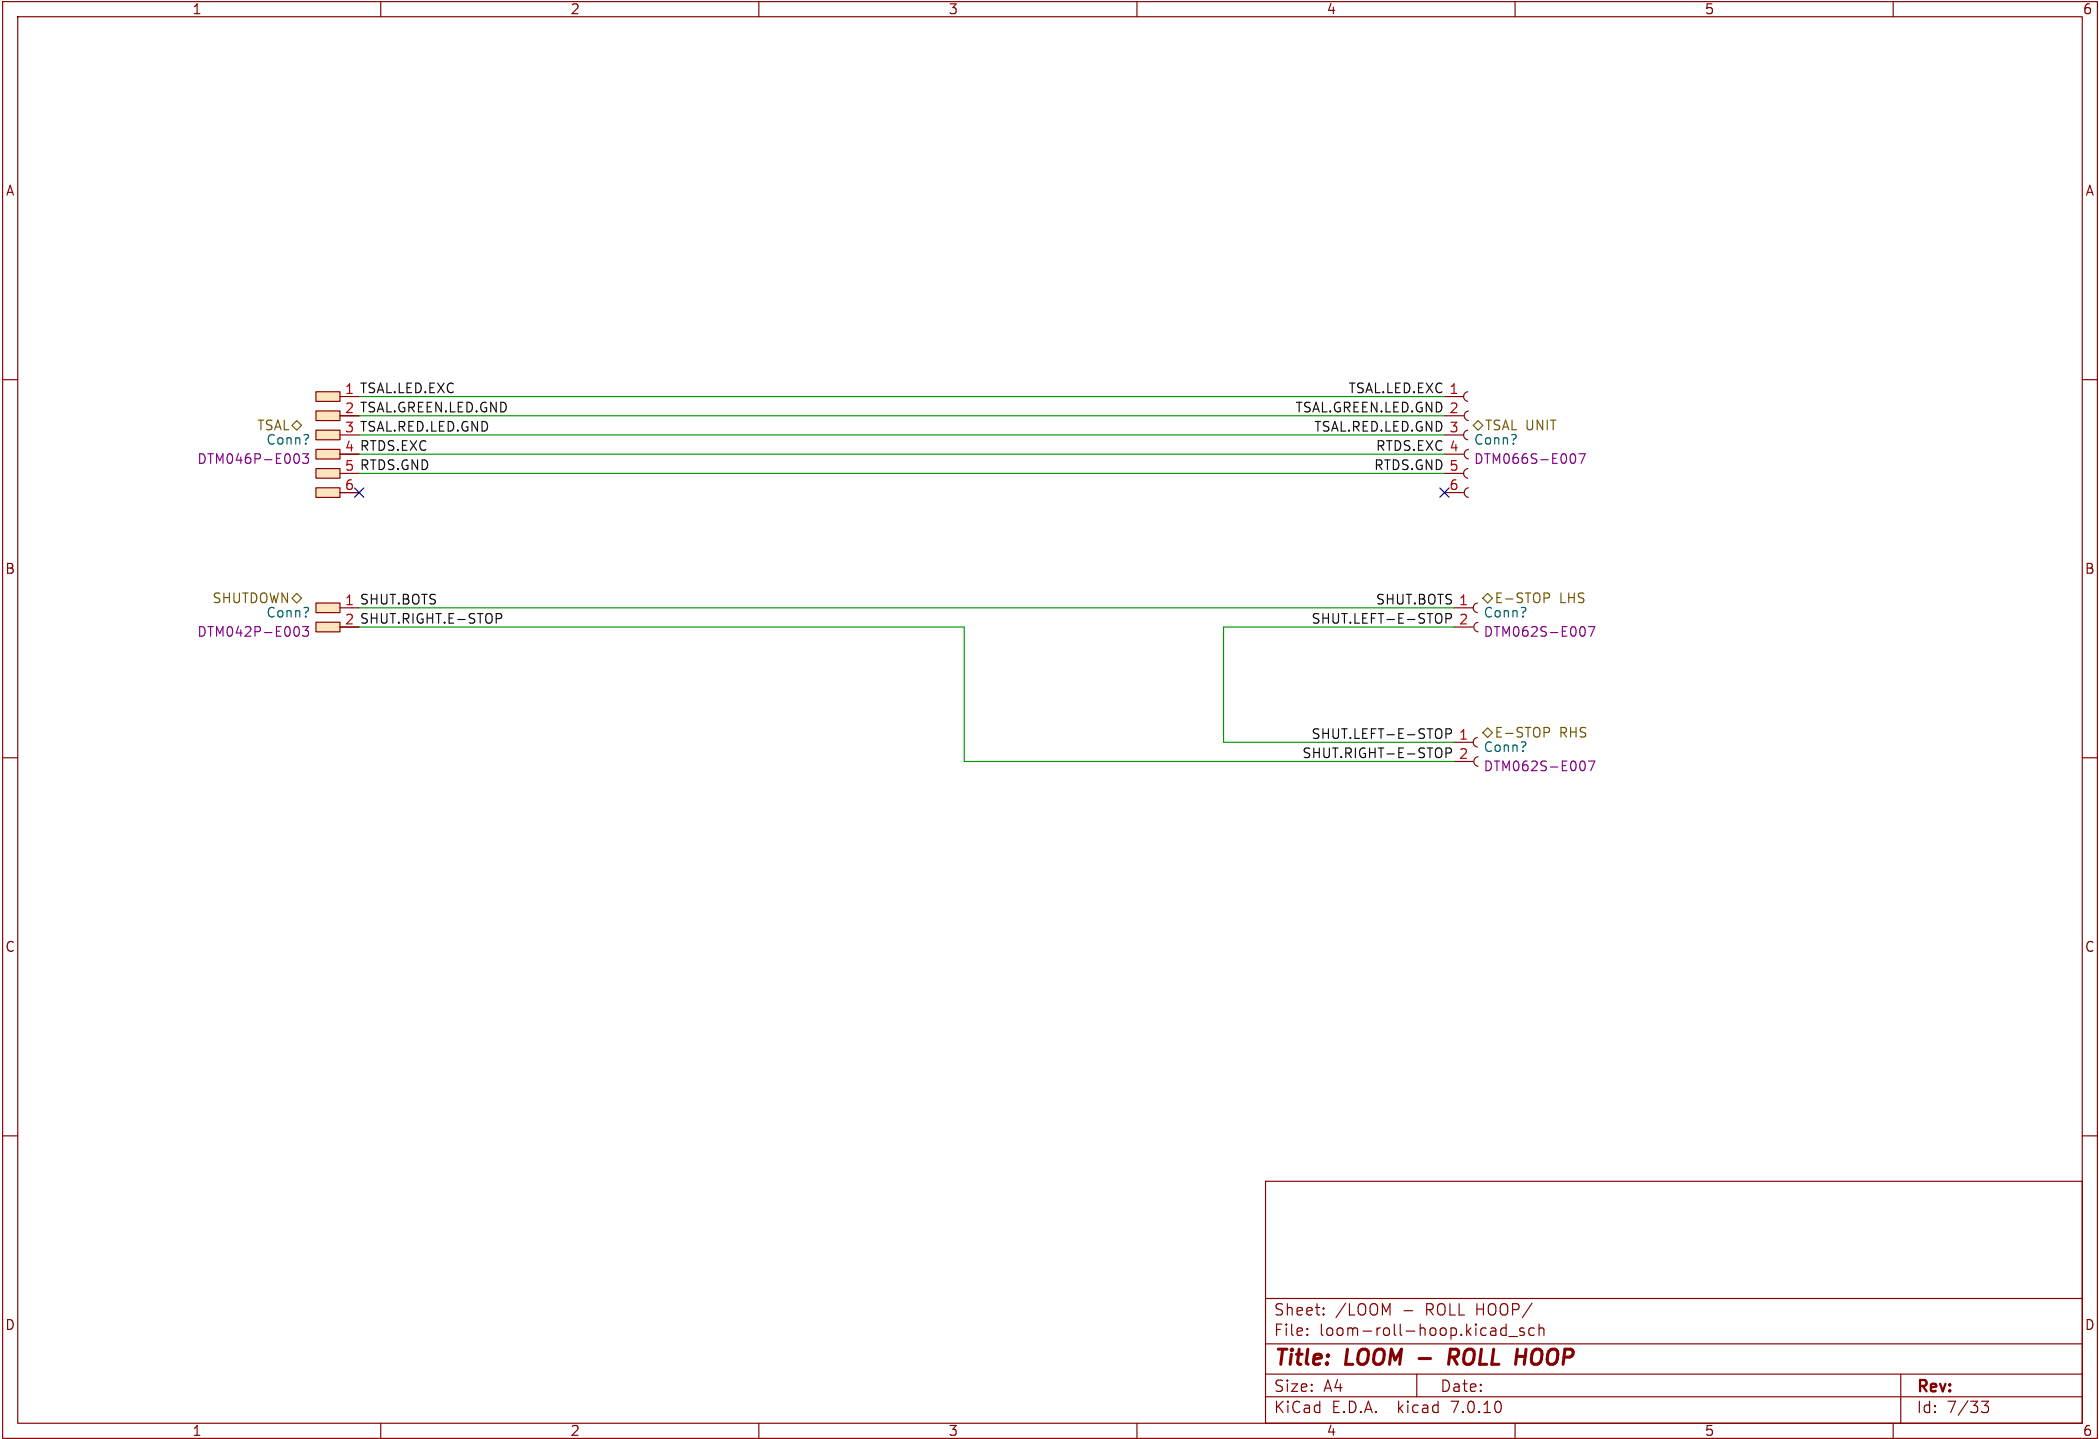 1 2 3 4 5 6
A A
1 TSAL.LED.EXC TSAL.LED.EXC 1
2 TSAL.GREEN.LED.GND TSAL.GREEN.LED.GND 2
TSAL 3 TSAL.RED.LED.GND TSAL.RED.LED.GND 3 TSAL UNIT
Conn? 4 RTDS.EXC RTDS.EXC 4 Conn?
DTM046P-E003 5 RTDS.GND RTDS.GND 5 DTM066S-E007
6 6
B B
SHUTDOWN 1 SHUT.BOTS SHUT.BOTS 1 E-STOP LHS
Conn? 2 SHUT.RIGHT.E-STOP SHUT.LEFT-E-STOP 2 Conn?
DTM042P-E003 DTM062S-E007
SHUT.LEFT-E-STOP 1 E-STOP RHS
SHUT.RIGHT-E-STOP 2 Conn?
DTM062S-E007
C C
Sheet: /LOOM - ROLL HOOP/
D D
File: loom-roll-hoop.kicad_sch
Title: LOOM - ROLL HOOP
Size: A4 Date: Rev:
KiCad E.D.A. kicad 7.0.10 Id: 7/33
1 2 3 4 5 6